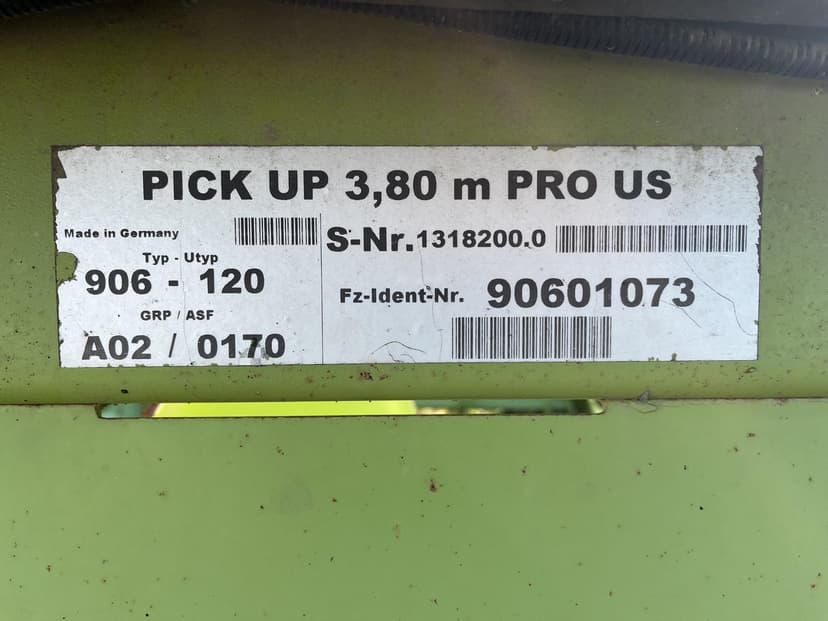 PICK UP 3,80 m PRO US
Made in Germany
S-Nr.1318200.0
Typ - Utyp
906 - 120
Fz-Ident-Nr. 90601073
GRP / ASF
A02 / 0170